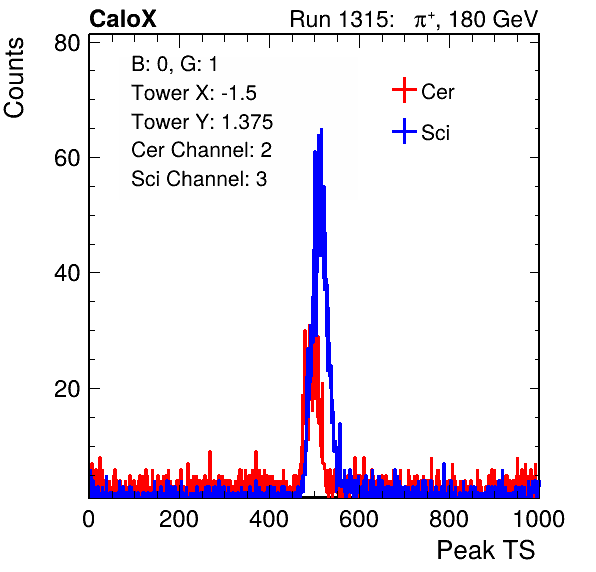 CaloX Run 1315: π⁺, 180 GeV
Counts
80
60
40
20
B: 0, G: 1
Tower X: -1.5
Tower Y: 1.375
Cer Channel: 2
Sci Channel: 3
Cer
Sci
0 200 400 600 800 1000
Peak TS